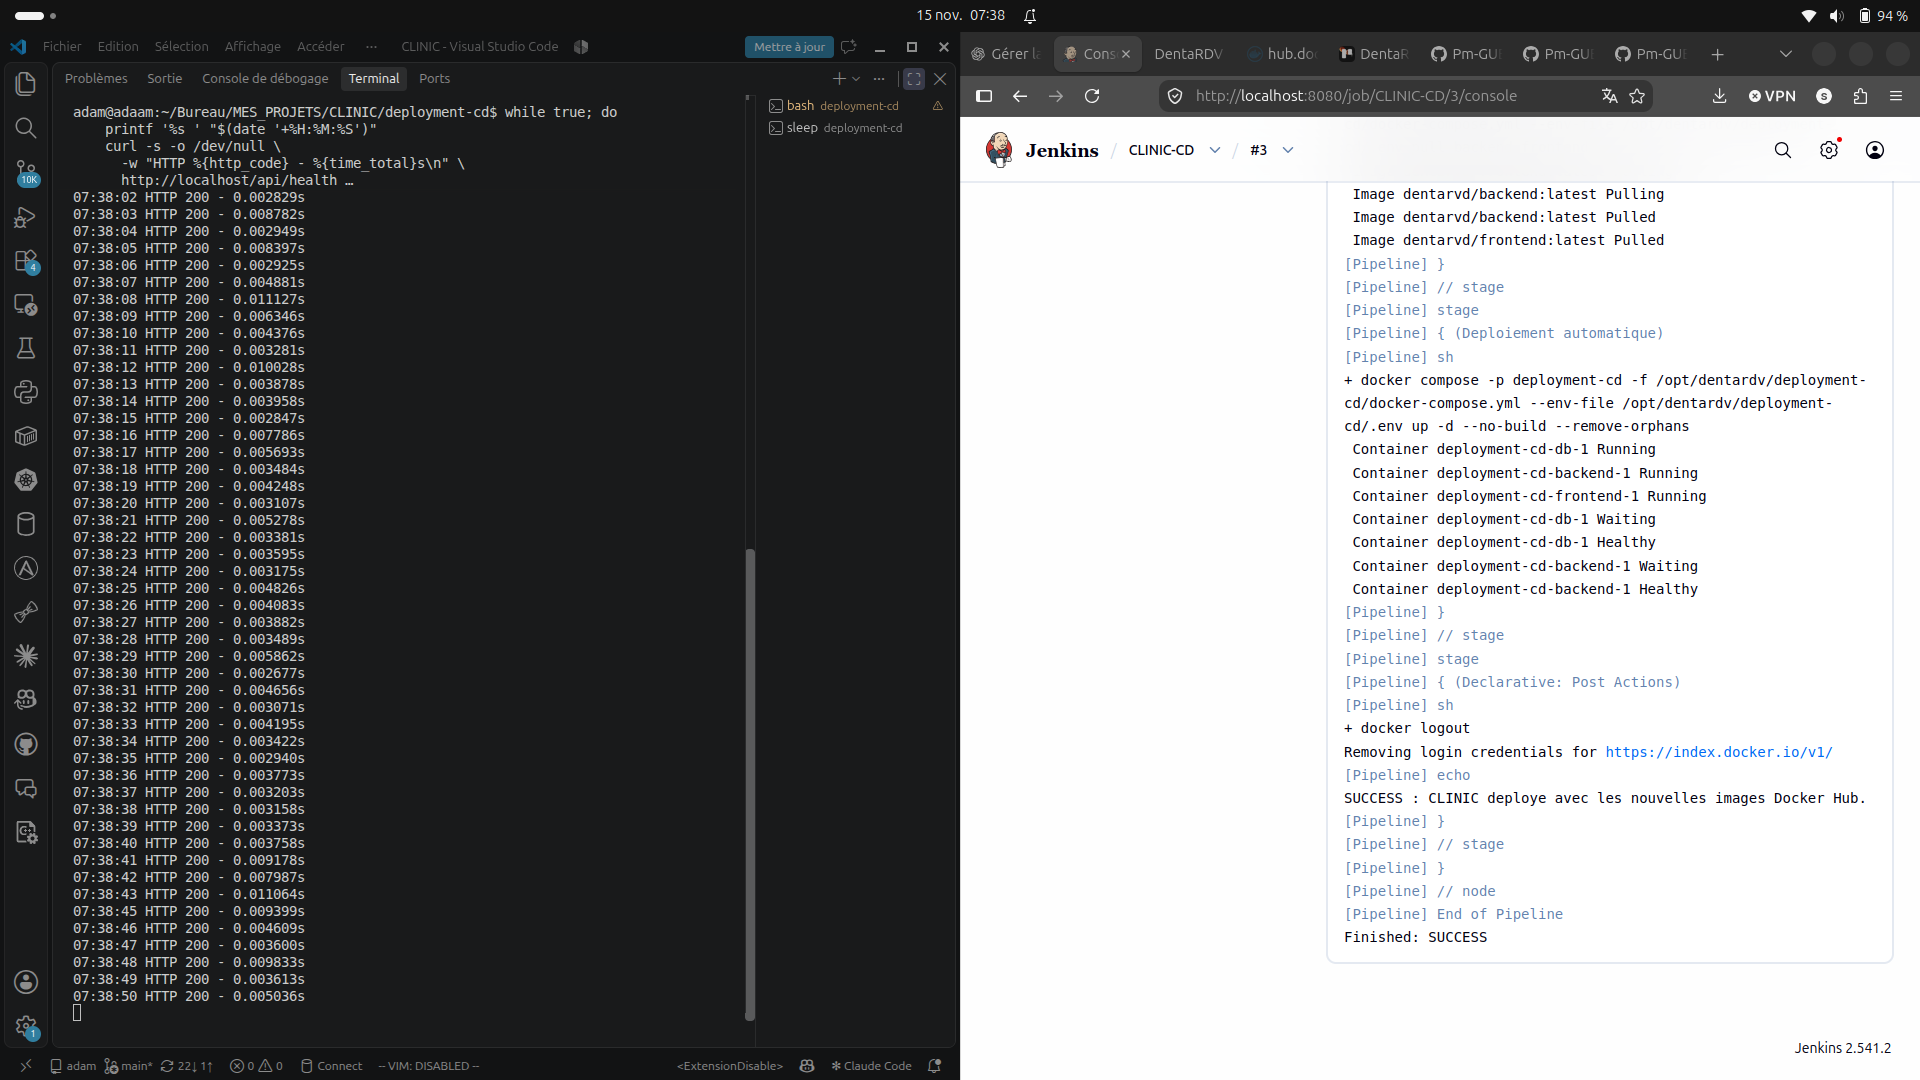 15 nov. 07:38
94 %
Fichier Edition Sélection Affichage Accéder ··· CLINIC - Visual Studio Code Mettre à jour
Problèmes Sortie Console de débogage Terminal Ports
adam@adaam:~/Bureau/MES_PROJETS/CLINIC/deployment-cd$ while true; do
printf '%s ' "$(date '+%H:%M:%S')"
curl -s -o /dev/null \
-w "HTTP %{http_code} - %{time_total}s\n" \
http://localhost/api/health …
07:38:02 HTTP 200 - 0.002829s
07:38:03 HTTP 200 - 0.008782s
07:38:04 HTTP 200 - 0.002949s
07:38:05 HTTP 200 - 0.008397s
07:38:06 HTTP 200 - 0.002925s
07:38:07 HTTP 200 - 0.004881s
07:38:08 HTTP 200 - 0.011127s
07:38:09 HTTP 200 - 0.006346s
07:38:10 HTTP 200 - 0.004376s
07:38:11 HTTP 200 - 0.003281s
07:38:12 HTTP 200 - 0.010028s
07:38:13 HTTP 200 - 0.003878s
07:38:14 HTTP 200 - 0.003958s
07:38:15 HTTP 200 - 0.002847s
07:38:16 HTTP 200 - 0.007786s
07:38:17 HTTP 200 - 0.005693s
07:38:18 HTTP 200 - 0.003484s
07:38:19 HTTP 200 - 0.004248s
07:38:20 HTTP 200 - 0.003107s
07:38:21 HTTP 200 - 0.005278s
07:38:22 HTTP 200 - 0.003381s
07:38:23 HTTP 200 - 0.003595s
07:38:24 HTTP 200 - 0.003175s
07:38:25 HTTP 200 - 0.004826s
07:38:26 HTTP 200 - 0.004083s
07:38:27 HTTP 200 - 0.003882s
07:38:28 HTTP 200 - 0.003489s
07:38:29 HTTP 200 - 0.005862s
07:38:30 HTTP 200 - 0.002677s
07:38:31 HTTP 200 - 0.004656s
07:38:32 HTTP 200 - 0.003071s
07:38:33 HTTP 200 - 0.004195s
07:38:34 HTTP 200 - 0.003422s
07:38:35 HTTP 200 - 0.002940s
07:38:36 HTTP 200 - 0.003773s
07:38:37 HTTP 200 - 0.003203s
07:38:38 HTTP 200 - 0.003158s
07:38:39 HTTP 200 - 0.003373s
07:38:40 HTTP 200 - 0.003758s
07:38:41 HTTP 200 - 0.009178s
07:38:42 HTTP 200 - 0.007987s
07:38:43 HTTP 200 - 0.011064s
07:38:45 HTTP 200 - 0.009399s
07:38:46 HTTP 200 - 0.004609s
07:38:47 HTTP 200 - 0.003600s
07:38:48 HTTP 200 - 0.009833s
07:38:49 HTTP 200 - 0.003613s
07:38:50 HTTP 200 - 0.005036s
bash deployment-cd
sleep deployment-cd
10K
4
1
adam main* 22↓ 1↑ 0 0 Connect -- VIM: DISABLED -- <ExtensionDisable> Claude Code
Gérer la Cons DentaRDV hub.do DentaR Pm-GU Pm-GU Pm-GU
http://localhost:8080/job/CLINIC-CD/3/console VPN S
Jenkins / CLINIC-CD / #3
Image dentarvd/backend:latest Pulling
Image dentarvd/backend:latest Pulled
Image dentarvd/frontend:latest Pulled
[Pipeline] }
[Pipeline] // stage
[Pipeline] stage
[Pipeline] { (Deploiement automatique)
[Pipeline] sh
+ docker compose -p deployment-cd -f /opt/dentardv/deployment-
cd/docker-compose.yml --env-file /opt/dentardv/deployment-
cd/.env up -d --no-build --remove-orphans
Container deployment-cd-db-1 Running
Container deployment-cd-backend-1 Running
Container deployment-cd-frontend-1 Running
Container deployment-cd-db-1 Waiting
Container deployment-cd-db-1 Healthy
Container deployment-cd-backend-1 Waiting
Container deployment-cd-backend-1 Healthy
[Pipeline] }
[Pipeline] // stage
[Pipeline] stage
[Pipeline] { (Declarative: Post Actions)
[Pipeline] sh
+ docker logout
Removing login credentials for https://index.docker.io/v1/
[Pipeline] echo
SUCCESS : CLINIC deploye avec les nouvelles images Docker Hub.
[Pipeline] }
[Pipeline] // stage
[Pipeline] }
[Pipeline] // node
[Pipeline] End of Pipeline
Finished: SUCCESS
Jenkins 2.541.2